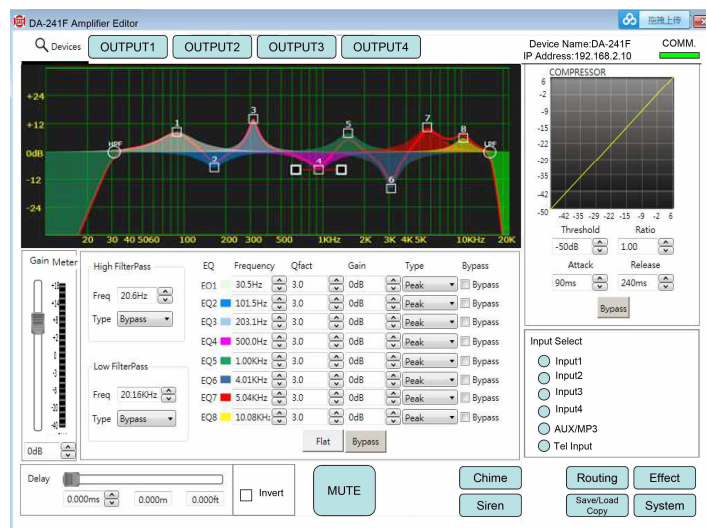 DA-241F Amplifier Editor
拖拽上传
Devices
OUTPUT1 OUTPUT2 OUTPUT3 OUTPUT4
Device Name:DA-241F
IP Address:192.168.2.10
COMM.
+24
+12
0dB
-12
-24
HPF 1 2 3 4 5 6 7 8 LPF
20 30 40 50 60 100 200 300 500 1KHz 2K 3K 4K 5K 10KHz 20K
COMPRESSOR
6
-2
-9
-15
-22
-29
-35
-42
-50
-42 -35 -29 -22 -15 -9 -2 6
Threshold Ratio
-50dB 1.00
Attack Release
90ms 240ms
Bypass
Gain Meter
0dB
High FilterPass
Freq 20.6Hz
Type Bypass
Low FilterPass
Freq 20.16KHz
Type Bypass
EQ Frequency Qfact Gain Type Bypass
EO1 30.5Hz 3.0 0dB Peak Bypass
EQ2 101.5Hz 3.0 0dB Peak Bypass
EQ3 203.1Hz 3.0 0dB Peak Bypass
EQ4 500.0Hz 3.0 0dB Peak Bypass
EQ5 1.00KHz 3.0 0dB Peak Bypass
EQ6 4.01KHz 3.0 0dB Peak Bypass
EQ7 5.04KHz 3.0 0dB Peak Bypass
EQ8 10.08KHz 3.0 0dB Peak Bypass
Flat Bypass
Input Select
Input1
Input2
Input3
Input4
AUX/MP3
Tel Input
Delay
0.000ms 0.000m 0.000ft
Invert
MUTE
Chime
Siren
Routing
Effect
Save/Load
Copy
System